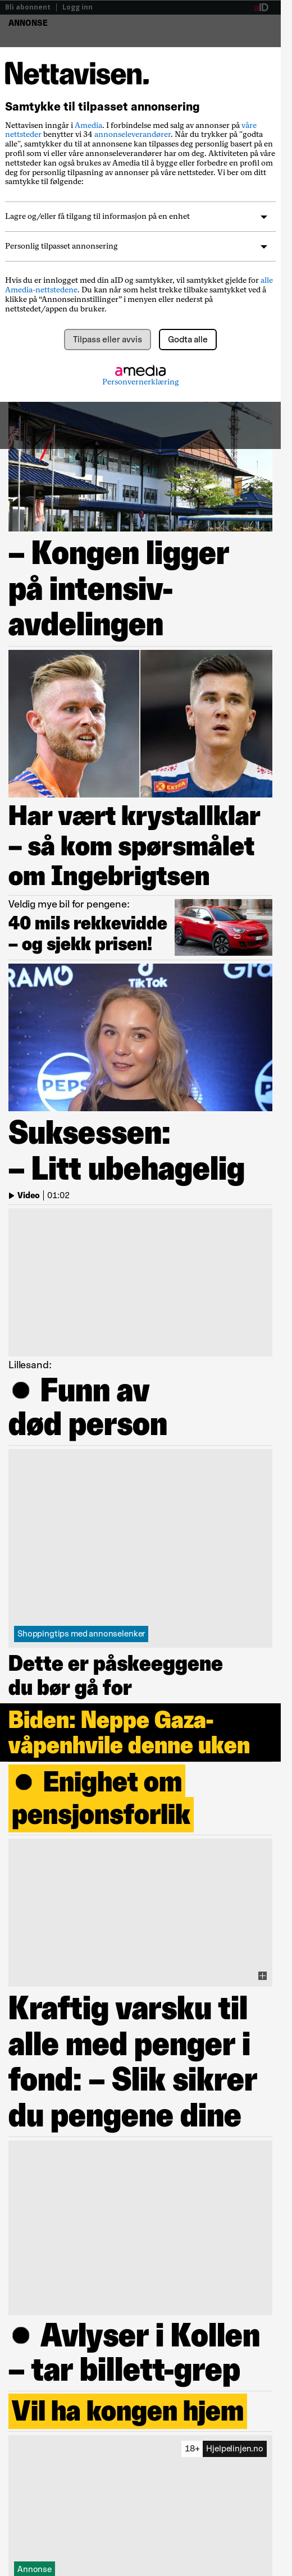 Bli abonnent | Logg inn
aID
ANNONSE
Nettavisen.
Samtykke til tilpasset annonsering
Nettavisen inngår i Amedia. I forbindelse med salg av annonser på våre
nettsteder benytter vi 34 annonseleverandører. Når du trykker på "godta
alle", samtykker du til at annonsene kan tilpasses deg personlig basert på en
profil som vi eller våre annonseleverandører har om deg. Aktiviteten på våre
nettsteder kan også brukes av Amedia til å bygge eller forbedre en profil om
deg for personlig tilpasning av annonser på våre nettsteder. Vi ber om ditt
samtykke til følgende:
Lagre og/eller få tilgang til informasjon på en enhet
Personlig tilpasset annonsering
Hvis du er innlogget med din aID og samtykker, vil samtykket gjelde for alle
Amedia-nettstedene. Du kan når som helst trekke tilbake samtykket ved å
klikke på “Annonseinnstillinger” i menyen eller nederst på
nettstedet/appen du bruker.
Tilpass eller avvis
Godta alle
amedia
Personvernerklæring
– Kongen ligger
på intensiv-
avdelingen
Har vært krystallklar
– så kom spørsmålet
om Ingebrigtsen
Veldig mye bil for pengene:
40 mils rekkevidde
– og sjekk prisen!
TikTok
PEPS
Suksessen:
– Litt ubehagelig
Video | 01:02
Lillesand:
● Funn av
død person
Shoppingtips med annonselenker
Dette er påskeeggene
du bør gå for
Biden: Neppe Gaza-
våpenhvile denne uken
● Enighet om
pensjonsforlik
Kraftig varsku til
alle med penger i
fond: – Slik sikrer
du pengene dine
● Avlyser i Kollen
– tar billett-grep
Vil ha kongen hjem
18+ Hjelpelinjen.no
Annonse